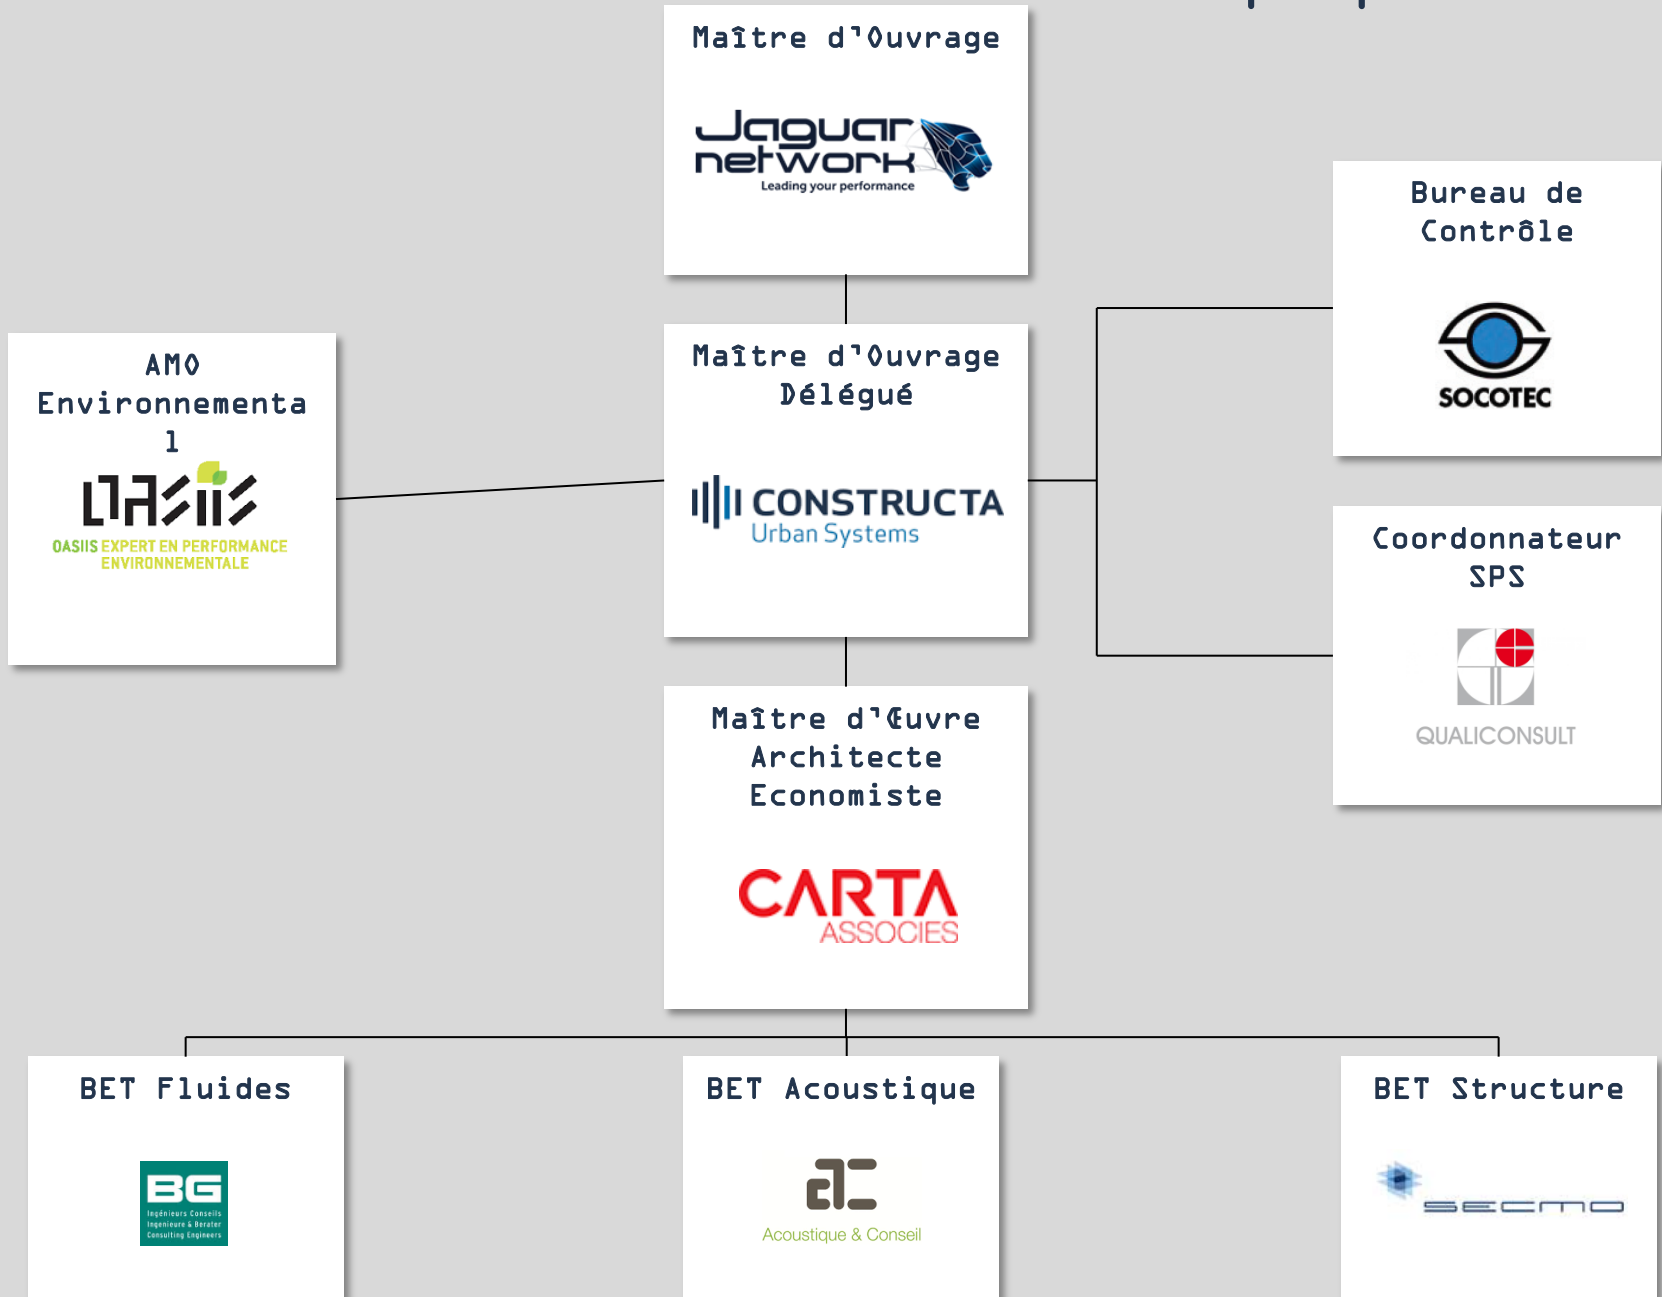 Maître d'Ouvrage
Jaguar
network
Leading your performance
Bureau de
Contrôle
SOCOTEC
AMO
Environnementa
l
OASIIS
OASIIS EXPERT EN PERFORMANCE
ENVIRONNEMENTALE
Maître d'Ouvrage
Délégué
CONSTRUCTA
Urban Systems
Coordonnateur
SPS
QUALICONSULT
Maître d'Œuvre
Architecte
Economiste
CARTA
ASSOCIES
BET Fluides
BG
Ingénieurs Conseils
Ingenieure & Berater
Consulting Engineers
BET Acoustique
aC
Acoustique & Conseil
BET Structure
SECMO